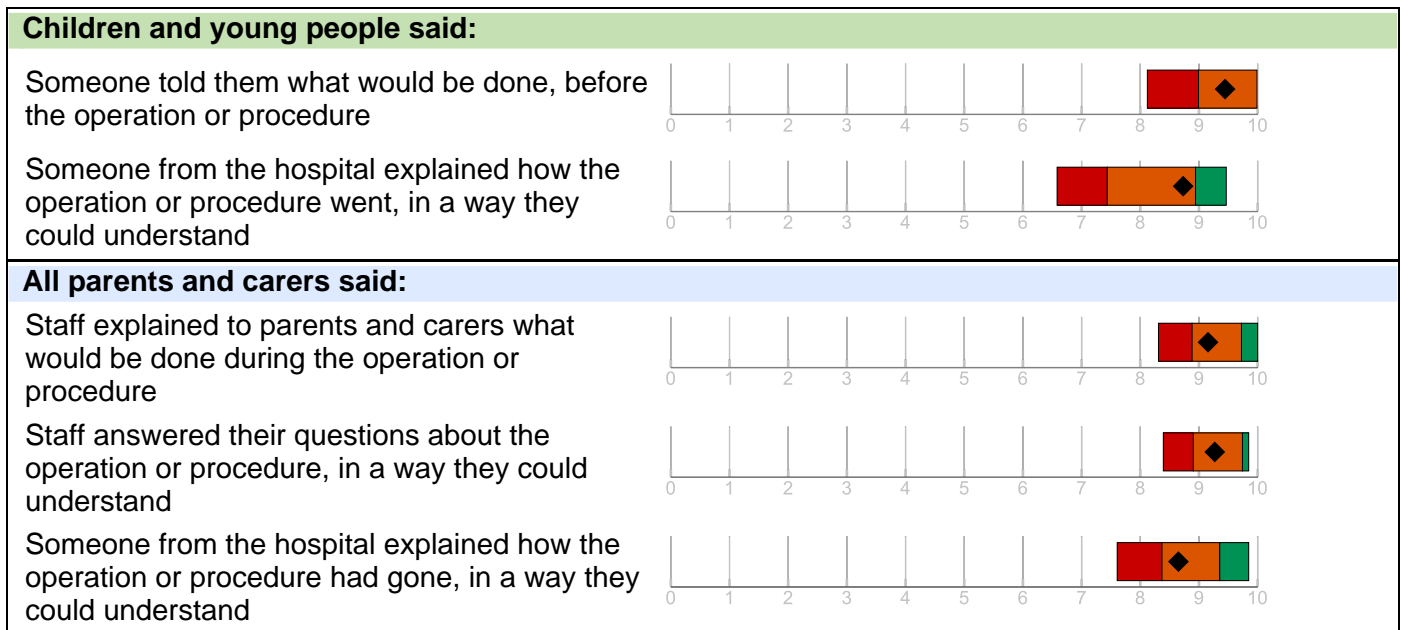 Children and young people said:
Someone told them what would be done, before
the operation or procedure
0 1 2 3 4 5 6 7 8 9 10
Someone from the hospital explained how the
operation or procedure went, in a way they
could understand
0 1 2 3 4 5 6 7 8 9 10
All parents and carers said:
Staff explained to parents and carers what
would be done during the operation or
procedure
0 1 2 3 4 5 6 7 8 9 10
Staff answered their questions about the
operation or procedure, in a way they could
understand
0 1 2 3 4 5 6 7 8 9 10
Someone from the hospital explained how the
operation or procedure had gone, in a way they
could understand
0 1 2 3 4 5 6 7 8 9 10